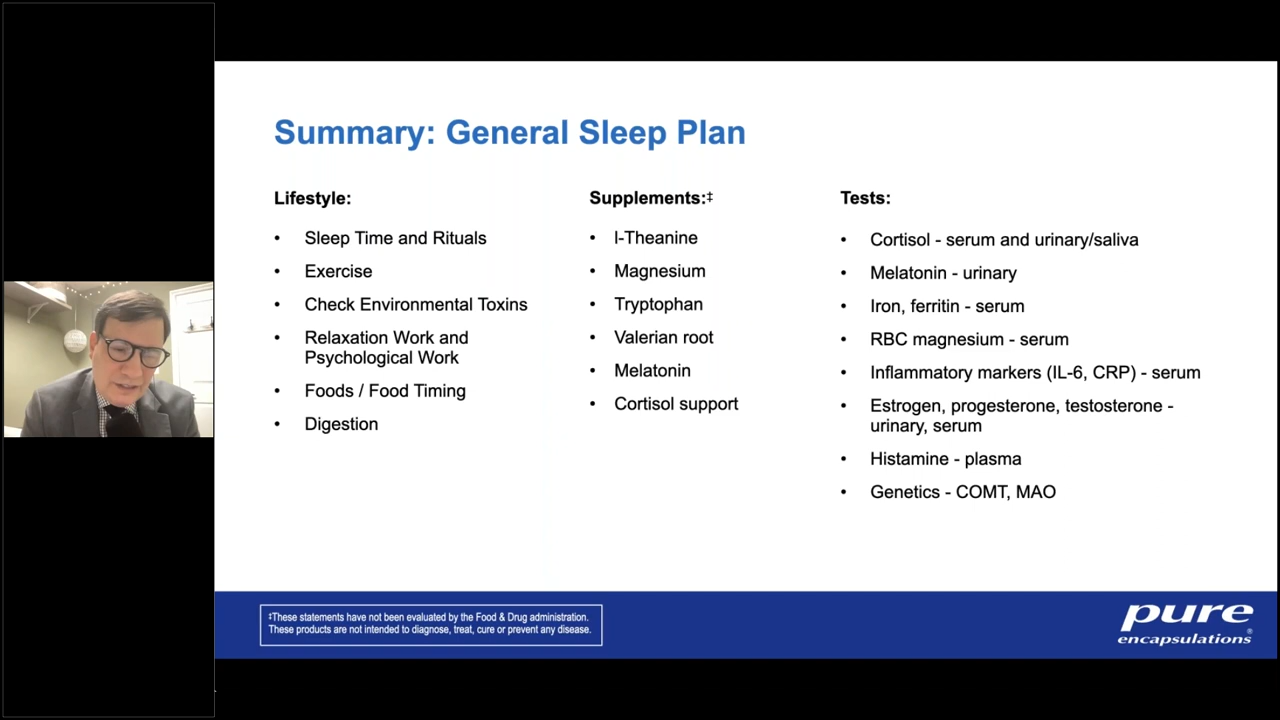 Summary: General Sleep Plan
Lifestyle:
• Sleep Time and Rituals
• Exercise
• Check Environmental Toxins
• Relaxation Work and
Psychological Work
• Foods / Food Timing
• Digestion
Supplements:‡
• l-Theanine
• Magnesium
• Tryptophan
• Valerian root
• Melatonin
• Cortisol support
Tests:
• Cortisol - serum and urinary/saliva
• Melatonin - urinary
• Iron, ferritin - serum
• RBC magnesium - serum
• Inflammatory markers (IL-6, CRP) - serum
• Estrogen, progesterone, testosterone -
urinary, serum
• Histamine - plasma
• Genetics - COMT, MAO
‡These statements have not been evaluated by the Food & Drug administration.
These products are not intended to diagnose, treat, cure or prevent any disease.
pure
encapsulations®